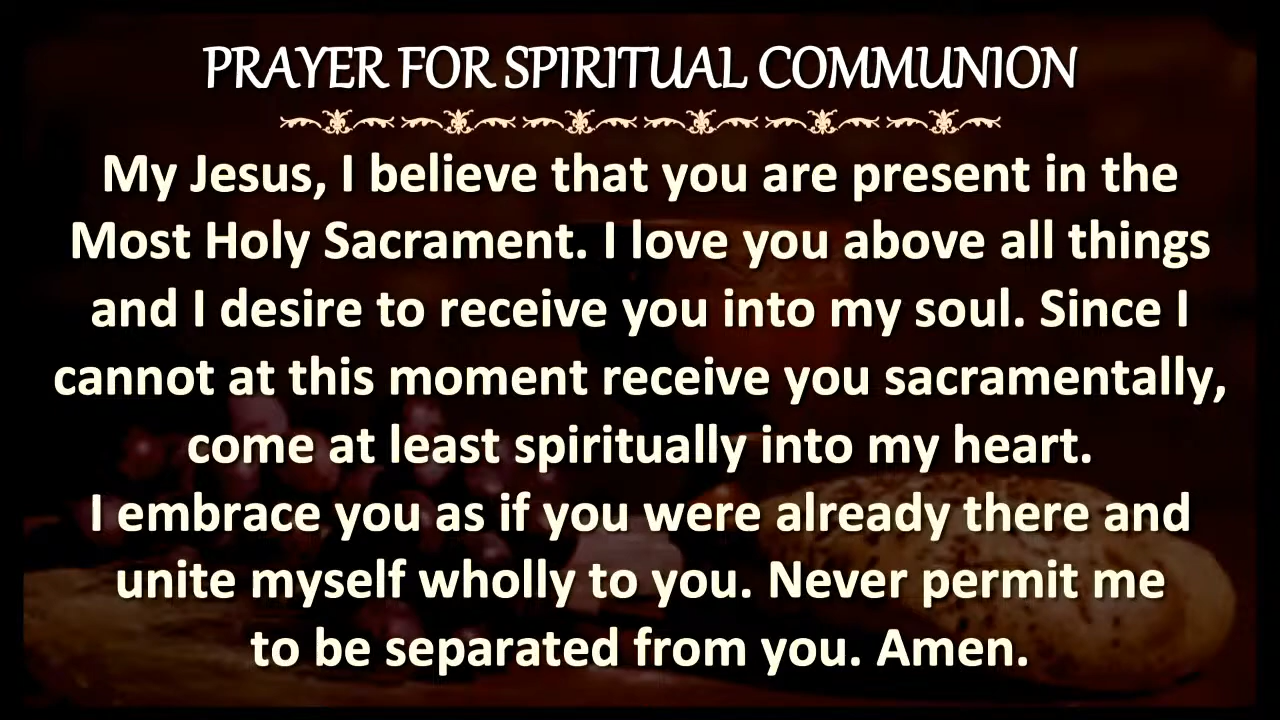 PRAYER FOR SPIRITUAL COMMUNION
My Jesus, I believe that you are present in the
Most Holy Sacrament. I love you above all things
and I desire to receive you into my soul. Since I
cannot at this moment receive you sacramentally,
come at least spiritually into my heart.
I embrace you as if you were already there and
unite myself wholly to you. Never permit me
to be separated from you. Amen.